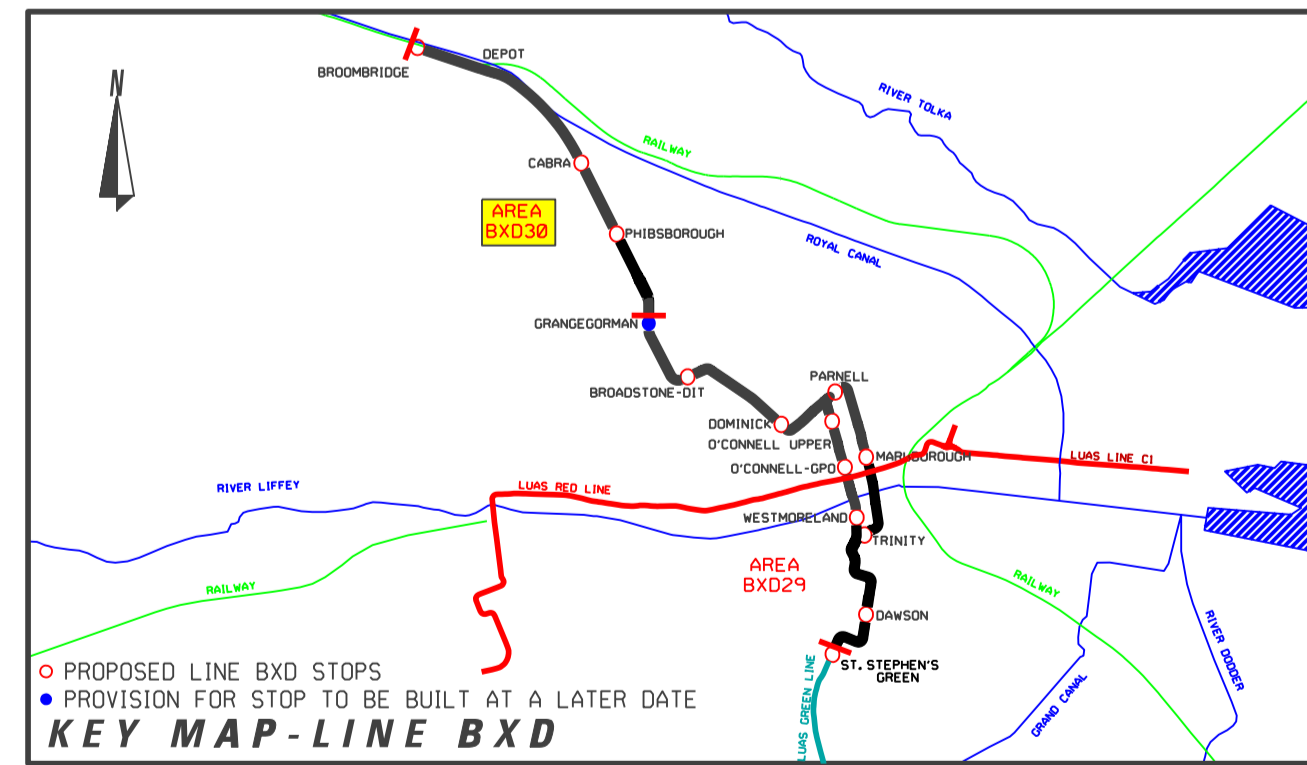 DEPOT
BROOMBRIDGE
N
RIVER TOLKA
RAILWAY
CABRA
AREA
BXD30
PHIBSBOROUGH
ROYAL CANAL
GRANGEGORMAN
PARNELL
BROADSTONE-DIT
DOMINICK
O'CONNELL UPPER
MARLBOROUGH
O'CONNELL-GPO
LUAS LINE C1
RIVER LIFFEY
LUAS RED LINE
WESTMORELAND
TRINITY
AREA
BXD29
RAILWAY
RAILWAY
DAWSON
RIVER DODDER
ST. STEPHEN'S
GREEN
LUAS GREEN LINE
GRAND CANAL
PROPOSED LINE BXD STOPS
PROVISION FOR STOP TO BE BUILT AT A LATER DATE
KEY MAP-LINE BXD